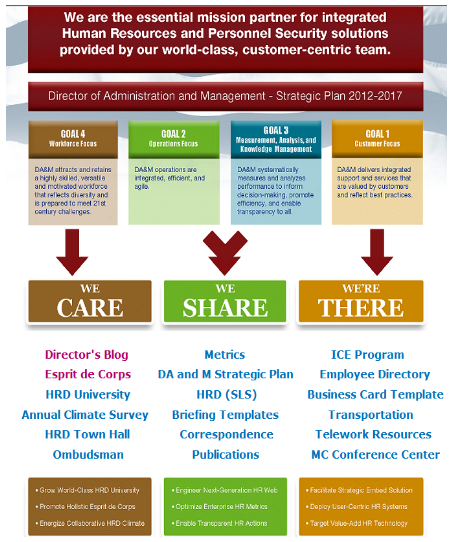 We are the essential mission partner for integrated
Human Resources and Personnel Security solutions
provided by our world-class, customer-centric team.
Director of Administration and Management - Strategic Plan 2012-2017
GOAL 4
Workforce Focus
DA&M attracts and retains
a highly skilled, versatile
and motivated workforce
that reflects diversity and
is prepared to meet 21st
century challenges.
GOAL 2
Operations Focus
DA&M operations are
integrated, efficient, and
agile.
GOAL 3
Measurement, Analysis, and
Knowledge Management
DA&M systematically
measures and analyzes
performance to inform
decision-making, promote
efficiency, and enable
transparency to all.
GOAL 1
Customer Focus
DA&M delivers integrated
support and services that
are valued by customers
and reflect best practices.
WE
CARE
WE
SHARE
WE'RE
THERE
Director's Blog
Esprit de Corps
HRD University
Annual Climate Survey
HRD Town Hall
Ombudsman
Metrics
DA and M Strategic Plan
HRD (SLS)
Briefing Templates
Correspondence
Publications
ICE Program
Employee Directory
Business Card Template
Transportation
Telework Resources
MC Conference Center
• Grow World-Class HRD University
• Promote Holistic Esprit de Corps
• Energize Collaborative HRD Climate
• Engineer Next-Generation HR Web
• Optimize Enterprise HR Metrics
• Enable Transparent HR Actions
• Facilitate Strategic Embed Solution
• Deploy User-Centric HR Systems
• Target Value-Add HR Technology